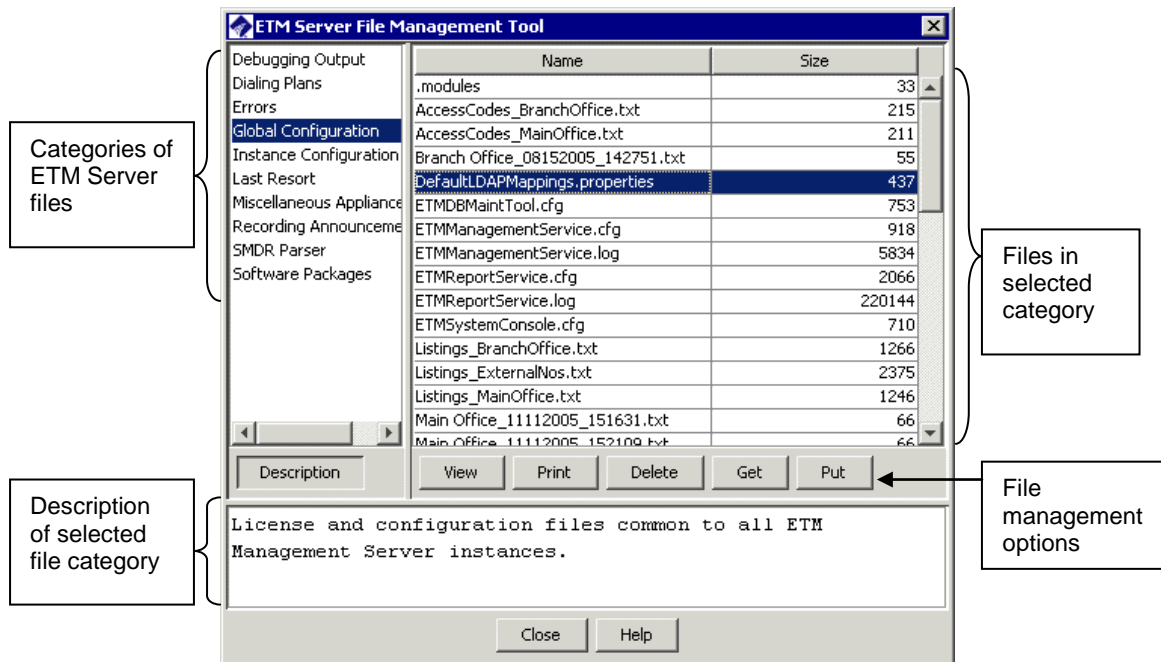 ETM Server File Management Tool
Debugging Output
Dialing Plans
Errors
Global Configuration
Instance Configuration
Last Resort
Miscellaneous Appliance
Recording Announceme
SMDR Parser
Software Packages
Name Size
.modules 33
AccessCodes_BranchOffice.txt 215
AccessCodes_MainOffice.txt 211
Branch Office_08152005_142751.txt 55
DefaultLDAPMappings.properties 437
ETMDBMaintTool.cfg 753
ETMManagementService.cfg 918
ETMManagementService.log 5834
ETMReportService.cfg 2066
ETMReportService.log 220144
ETMSystemConsole.cfg 710
Listings_BranchOffice.txt 1266
Listings_ExternalNos.txt 2375
Listings_MainOffice.txt 1246
Main Office_11112005_151631.txt 66
Main Office_11112005_152109.txt 66
Description
View Print Delete Get Put
License and configuration files common to all ETM
Management Server instances.
Close Help
Categories of
ETM Server
files
Description
of selected
file category
Files in
selected
category
File
management
options